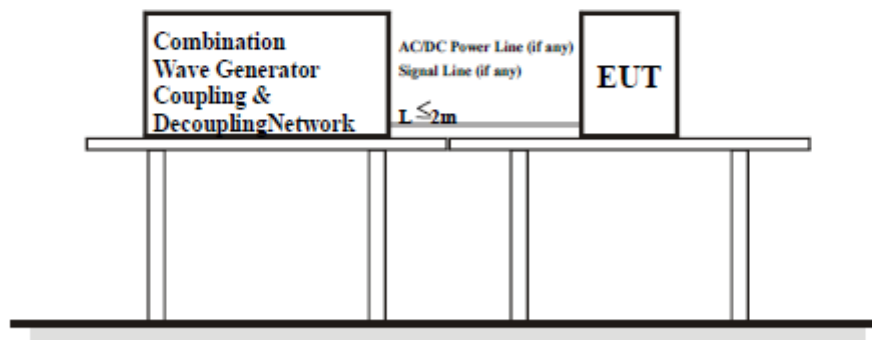 Combination
Wave Generator
Coupling &
DecouplingNetwork
AC/DC Power Line (if any)
Signal Line (if any)
L ≤2m
EUT